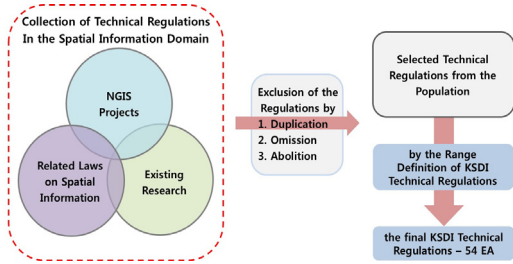 Collection of Technical Regulations
In the Spatial Information Domain
NGIS
Projects
Related Laws
on Spatial
Information
Existing
Research
Exclusion of the
Regulations by
1. Duplication
2. Omission
3. Abolition
Selected Technical
Regulations from the
Population
by the Range
Definition of KSDI
Technical Regulations
the final KSDI Technical
Regulations – 54 EA